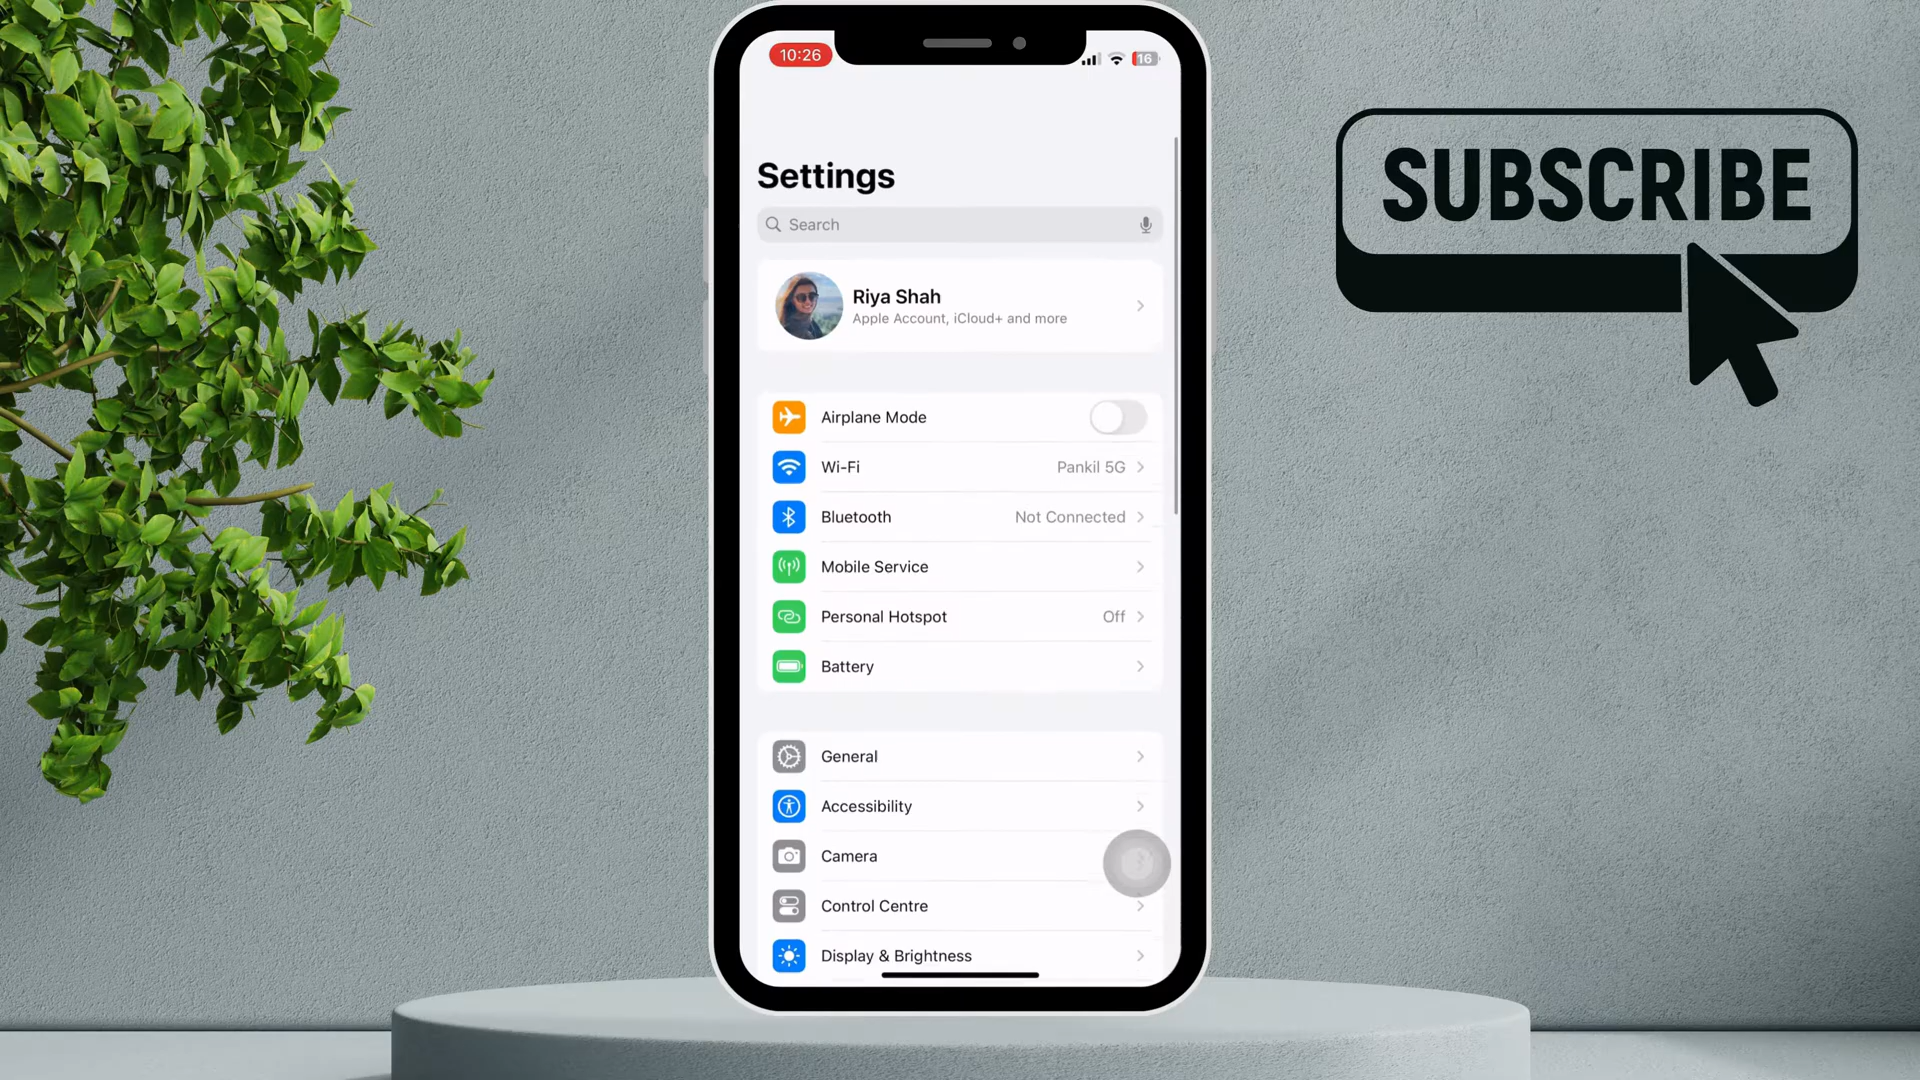 10:26
16
Settings
Search
Riya Shah
Apple Account, iCloud+ and more
Airplane Mode
Wi-Fi Pankil 5G
Bluetooth Not Connected
Mobile Service
Personal Hotspot Off
Battery
General
Accessibility
Camera
Control Centre
Display & Brightness
SUBSCRIBE